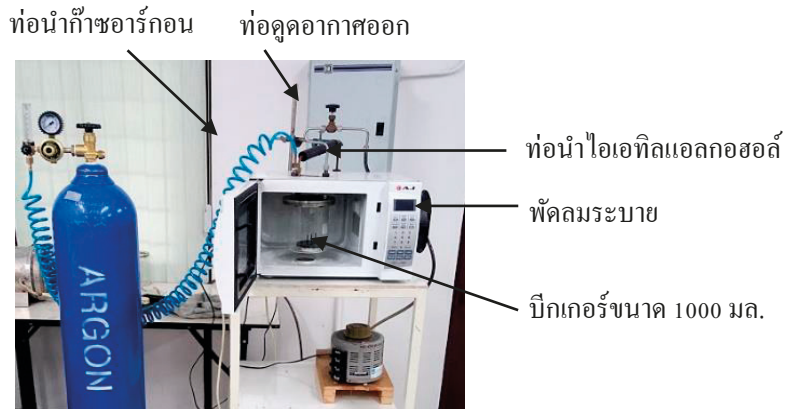 ท่อนำก๊าซอาร์กอน
ท่อดูดอากาศออก
ท่อนำไอเอทิลแอลกอฮอล์
พัดลมระบาย
บีกเกอร์ขนาด 1000 มล.
ARGON